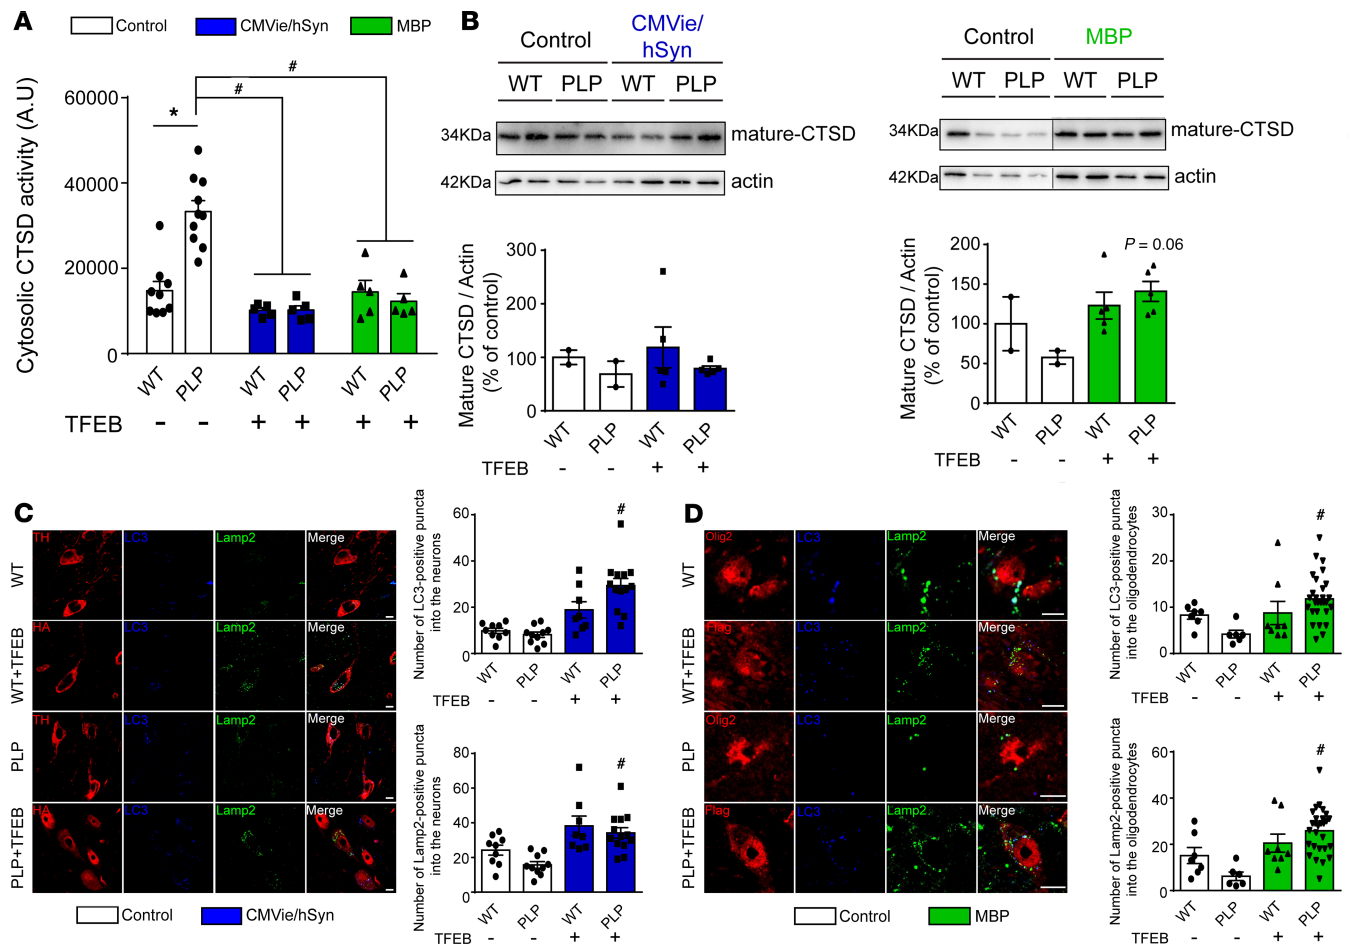 A
Control
CMVie/hSyn
MBP
Cytosolic CTSD activity (A.U)
60000
40000
20000
0
*
#
#
WT
PLP
WT
PLP
WT
PLP
TFEB
- - + + + +
B
Control
CMVie/
hSyn
WT PLP WT PLP
34KDa
mature-CTSD
42KDa
actin
Mature CTSD / Actin
(% of control)
300
200
100
0
WT
PLP
WT
PLP
TFEB - - + +
Control
MBP
WT PLP WT PLP
34KDa
mature-CTSD
42KDa
actin
Mature CTSD / Actin
(% of control)
200
150
100
50
0
P = 0.06
WT
PLP
WT
PLP
TFEB - - + +
C
WT
TH LC3 Lamp2 Merge
WT+TFEB
HA LC3 Lamp2 Merge
PLP
TH LC3 Lamp2 Merge
PLP+TFEB
HA LC3 Lamp2 Merge
Control
CMVie/hSyn
Number of LC3-positive puncta
into the neurons
60
40
20
0
#
WT
PLP
WT
PLP
TFEB - - + +
Number of Lamp2-positive puncta
into the neurons
80
60
40
20
0
#
WT
PLP
WT
PLP
TFEB - - + +
D
WT
Olig2 LC3 Lamp2 Merge
WT+TFEB
Flag LC3 Lamp2 Merge
PLP
Olig2 LC3 Lamp2 Merge
PLP+TFEB
Flag LC3 Lamp2 Merge
Control
MBP
Number of LC3-positive puncta
into the oligodendrocytes
30
20
10
0
#
WT
PLP
WT
PLP
TFEB - - + +
Number of Lamp2-positive puncta
into the oligodendrocytes
60
40
20
0
#
WT
PLP
WT
PLP
TFEB - - + +